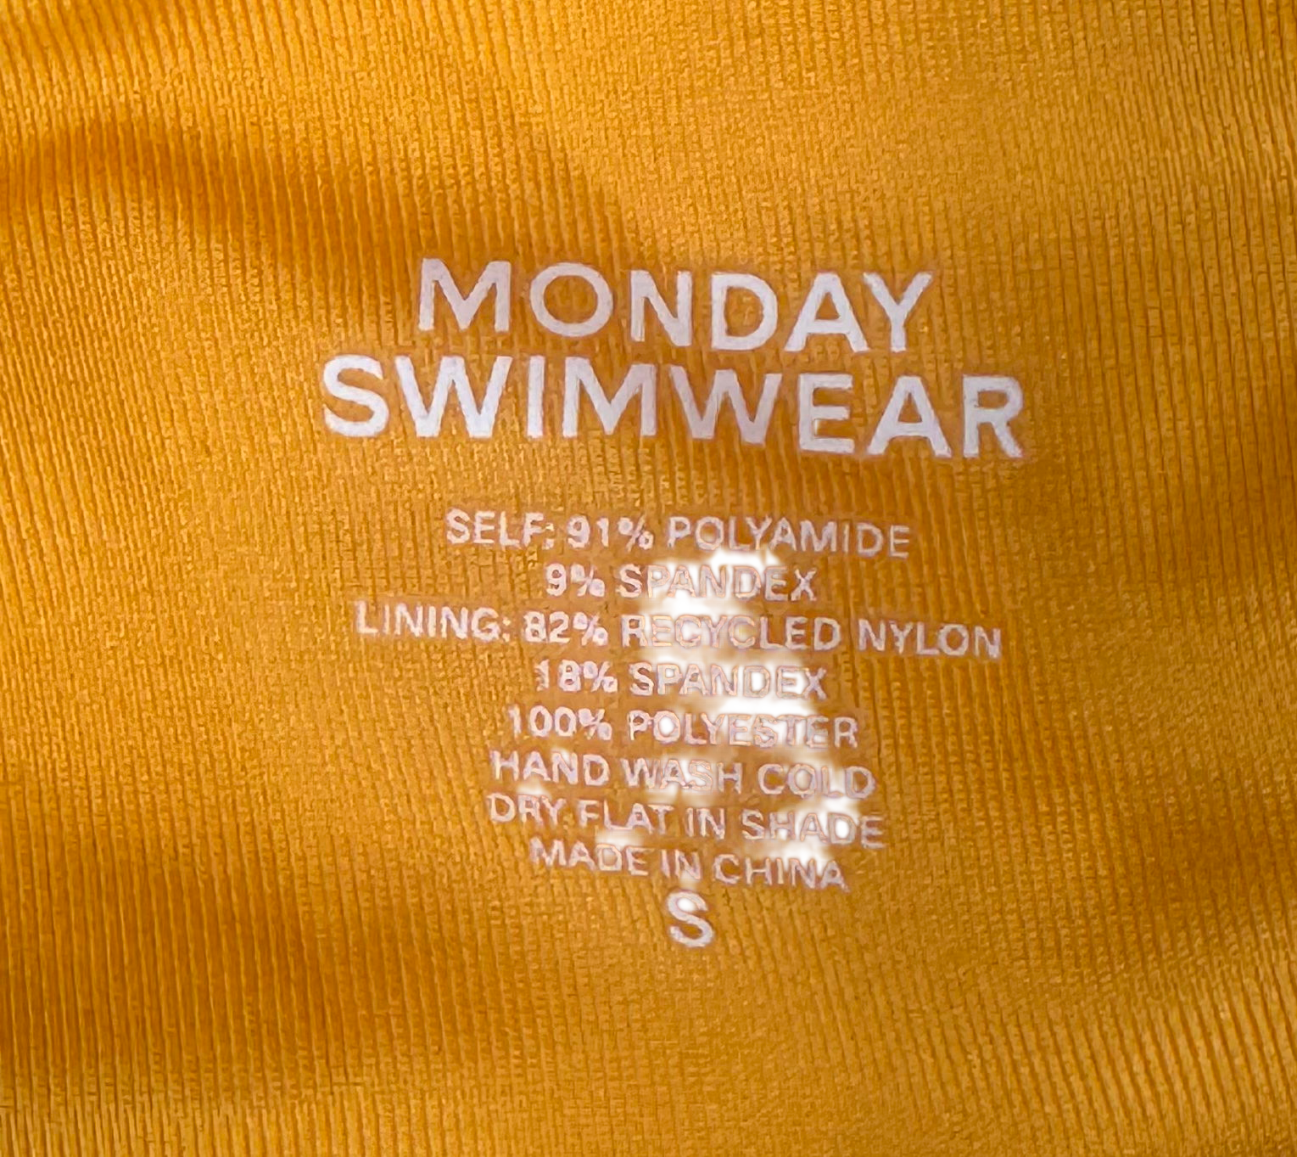 MONDAY
SWIMWEAR
SELF: 91% POLYAMIDE
9% SPANDEX
LINING: 82% RECYCLED NYLON
18% SPANDEX
100% POLYESTER
HAND WASH COLD
DRY FLAT IN SHADE
MADE IN CHINA
S